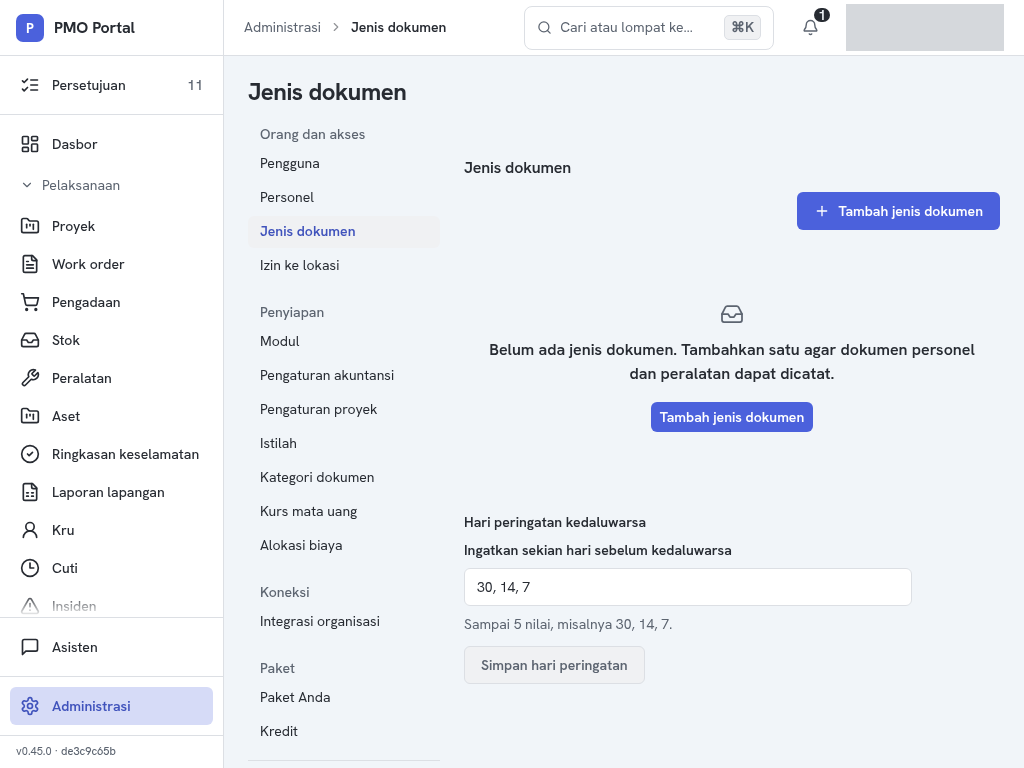 P PMO Portal
Administrasi > Jenis dokumen
Cari atau lompat ke... ⌘K
1
Persetujuan 11
Dasbor
Pelaksanaan
Proyek
Work order
Pengadaan
Stok
Peralatan
Aset
Ringkasan keselamatan
Laporan lapangan
Kru
Cuti
Insiden
Asisten
Administrasi
v0.45.0 · de3c9c65b
Jenis dokumen
Orang dan akses
Pengguna
Personel
Jenis dokumen
Izin ke lokasi
Penyiapan
Modul
Pengaturan akuntansi
Pengaturan proyek
Istilah
Kategori dokumen
Kurs mata uang
Alokasi biaya
Koneksi
Integrasi organisasi
Paket
Paket Anda
Kredit
Jenis dokumen
+ Tambah jenis dokumen
Belum ada jenis dokumen. Tambahkan satu agar dokumen personel
dan peralatan dapat dicatat.
Tambah jenis dokumen
Hari peringatan kedaluwarsa
Ingatkan sekian hari sebelum kedaluwarsa
30, 14, 7
Sampai 5 nilai, misalnya 30, 14, 7.
Simpan hari peringatan